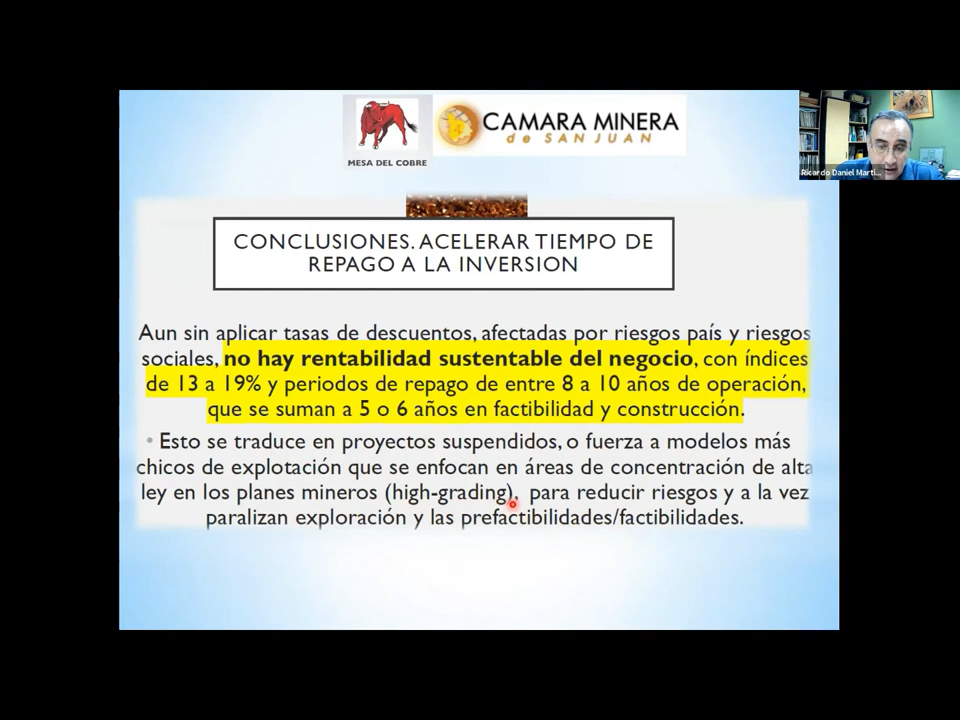 MESA DEL COBRE
CAMARA MINERA
de SAN JUAN
Ricardo Daniel Marti...
CONCLUSIONES. ACELERAR TIEMPO DE
REPAGO A LA INVERSION
Aun sin aplicar tasas de descuentos, afectadas por riesgos país y riesgos
sociales, no hay rentabilidad sustentable del negocio, con índices
de 13 a 19% y periodos de repago de entre 8 a 10 años de operación,
que se suman a 5 o 6 años en factibilidad y construcción.
• Esto se traduce en proyectos suspendidos, o fuerza a modelos más
chicos de explotación que se enfocan en áreas de concentración de alta
ley en los planes mineros (high-grading), para reducir riesgos y a la vez
paralizan exploración y las prefactibilidades/factibilidades.